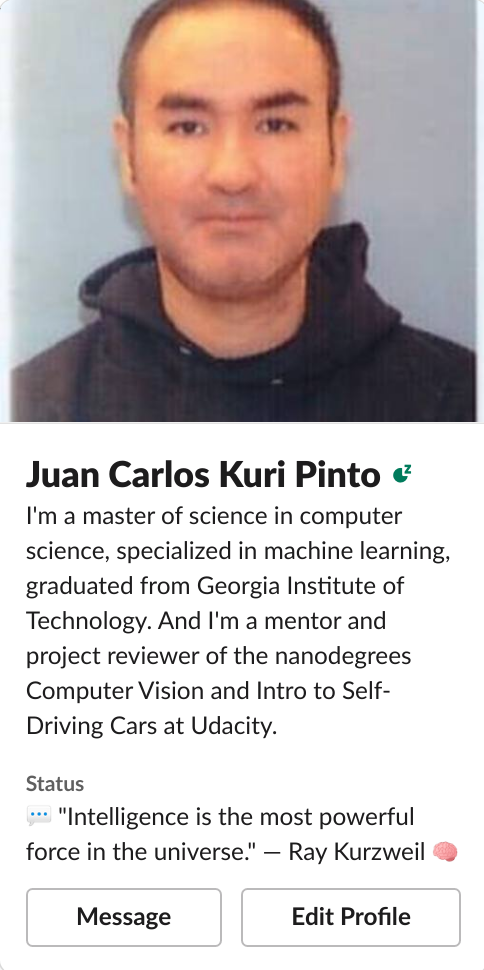 Juan Carlos Kuri Pinto
I'm a master of science in computer
science, specialized in machine learning,
graduated from Georgia Institute of
Technology. And I'm a mentor and
project reviewer of the nanodegrees
Computer Vision and Intro to Self-
Driving Cars at Udacity.
Status
💬 "Intelligence is the most powerful
force in the universe." — Ray Kurzweil 🧠
Message Edit Profile